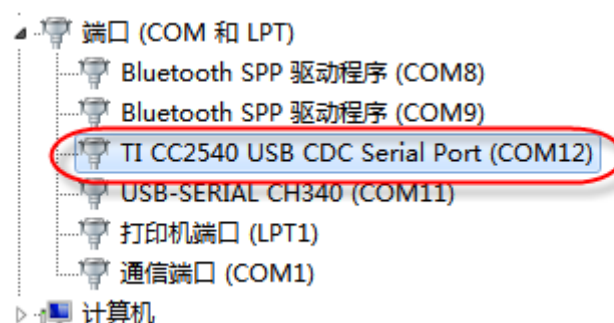 端口 (COM 和 LPT)
Bluetooth SPP 驱动程序 (COM8)
Bluetooth SPP 驱动程序 (COM9)
TI CC2540 USB CDC Serial Port (COM12)
USB-SERIAL CH340 (COM11)
打印机端口 (LPT1)
通信端口 (COM1)
计算机